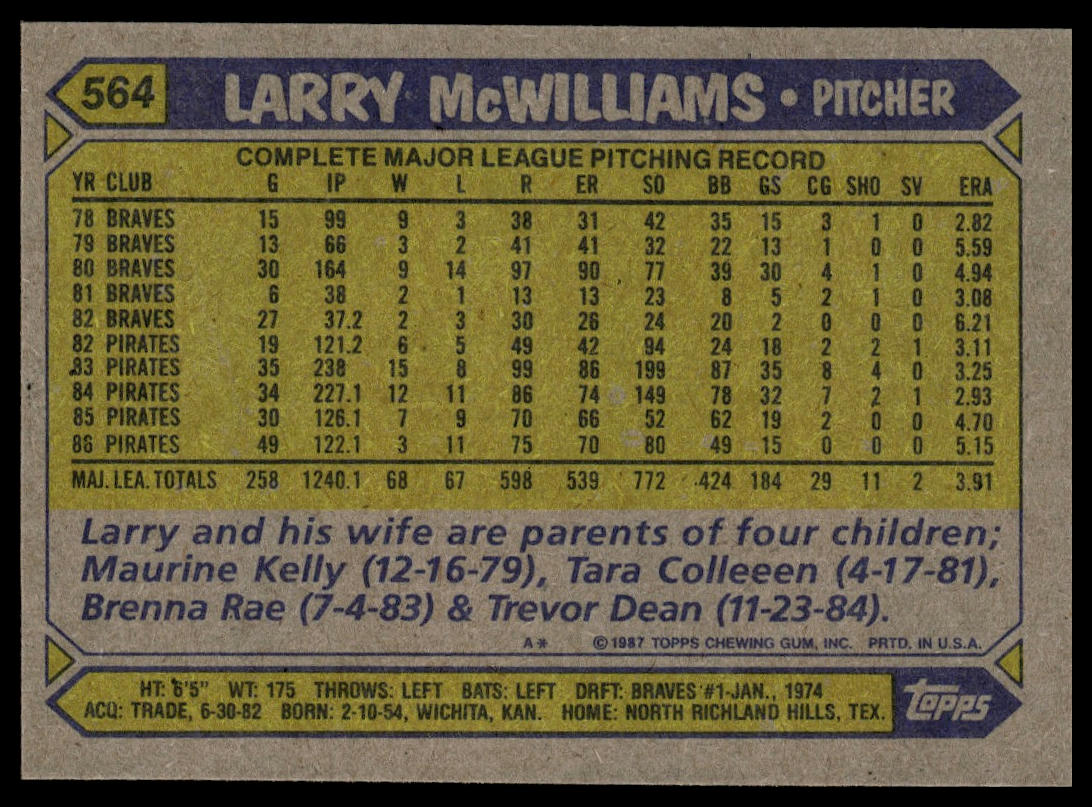 564 LARRY McWILLIAMS • PITCHER
COMPLETE MAJOR LEAGUE PITCHING RECORD
YR CLUB G IP W L R ER SO BB GS CG SHO SV ERA
78 BRAVES 15 99 9 3 38 31 42 35 15 3 1 0 2.82
79 BRAVES 13 66 3 2 41 41 32 22 13 1 0 0 5.59
80 BRAVES 30 164 9 14 97 90 77 39 30 4 1 0 4.94
81 BRAVES 6 38 2 1 13 13 23 8 5 2 1 0 3.08
82 BRAVES 27 37.2 2 3 30 26 24 20 2 0 0 0 6.21
82 PIRATES 19 121.2 6 5 49 42 94 24 18 2 2 1 3.11
83 PIRATES 35 238 15 8 99 86 199 87 35 8 4 0 3.25
84 PIRATES 34 227.1 12 11 86 74 149 78 32 7 2 1 2.93
85 PIRATES 30 126.1 7 9 70 66 52 62 19 2 0 0 4.70
86 PIRATES 49 122.1 3 11 75 70 80 49 15 0 0 0 5.15
MAJ. LEA. TOTALS 258 1240.1 68 67 598 539 772 424 184 29 11 2 3.91
Larry and his wife are parents of four children;
Maurine Kelly (12-16-79), Tara Colleeen (4-17-81),
Brenna Rae (7-4-83) & Trevor Dean (11-23-84).
A* ©1987 TOPPS CHEWING GUM, INC. PRTD. IN U.S.A.
HT: 6'5" WT: 175 THROWS: LEFT BATS: LEFT DRFT: BRAVES #1-JAN., 1974
ACQ: TRADE, 6-30-82 BORN: 2-10-54, WICHITA, KAN. HOME: NORTH RICHLAND HILLS, TEX.
topps